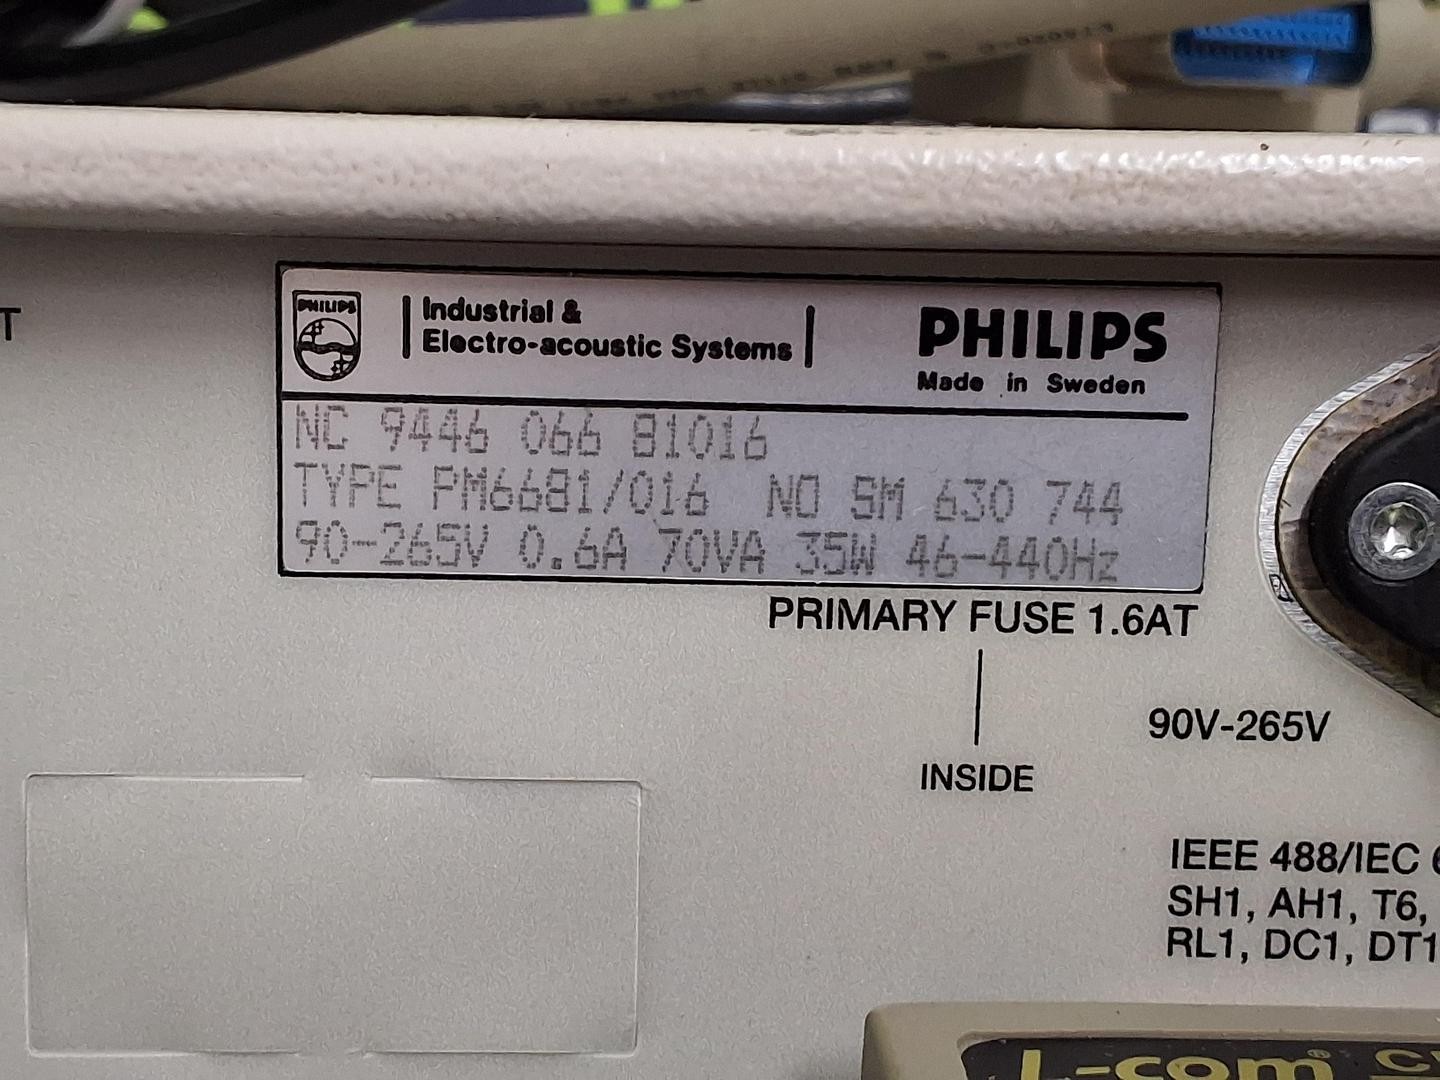 T
PHILIPS
Industrial &
Electro-acoustic Systems
PHILIPS
Made in Sweden
NC 9446 066 81016
TYPE PM6681/016 NO SM 630 744
90-265V 0.6A 70VA 35W 46-440Hz
PRIMARY FUSE 1.6AT
INSIDE
90V-265V
IEEE 488/IEC 6
SH1, AH1, T6,
RL1, DC1, DT1
L-com